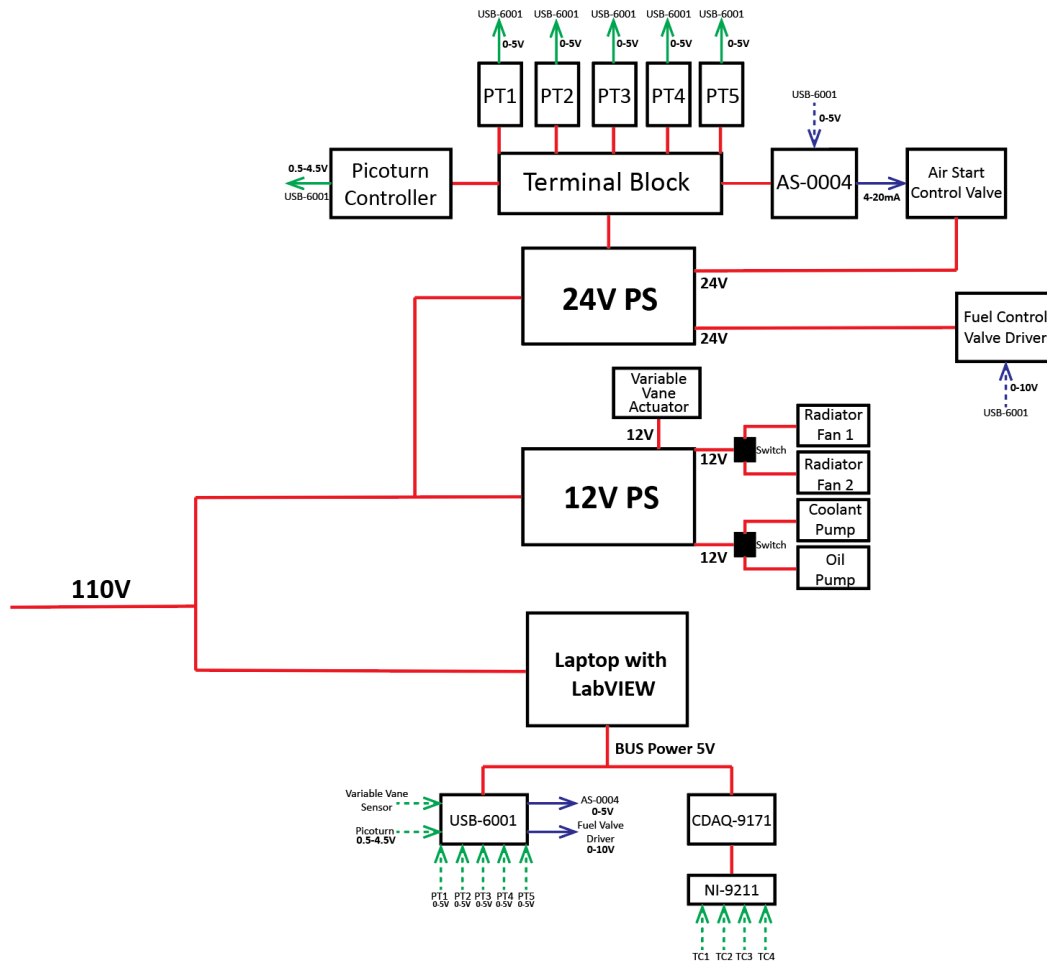 USB-6001
USB-6001
USB-6001
USB-6001
USB-6001
0-5V
0-5V
0-5V
0-5V
0-5V
PT1
PT2
PT3
PT4
PT5
USB-6001
0-5V
0.5-4.5V
USB-6001
Picoturn
Controller
Terminal Block
AS-0004
4-20mA
Air Start
Control Valve
24V PS
24V
24V
Fuel Control
Valve Driver
0-10V
USB-6001
Variable
Vane
Actuator
12V
12V PS
12V
Switch
Radiator
Fan 1
Radiator
Fan 2
12V
Switch
Coolant
Pump
Oil
Pump
110V
Laptop with
LabVIEW
BUS Power 5V
Variable Vane
Sensor
Picoturn
0.5-4.5V
USB-6001
AS-0004
0-5V
Fuel Valve
Driver
0-10V
PT1
0-5V
PT2
0-5V
PT3
0-5V
PT4
0-5V
PT5
0-5V
CDAQ-9171
NI-9211
TC1
TC2
TC3
TC4